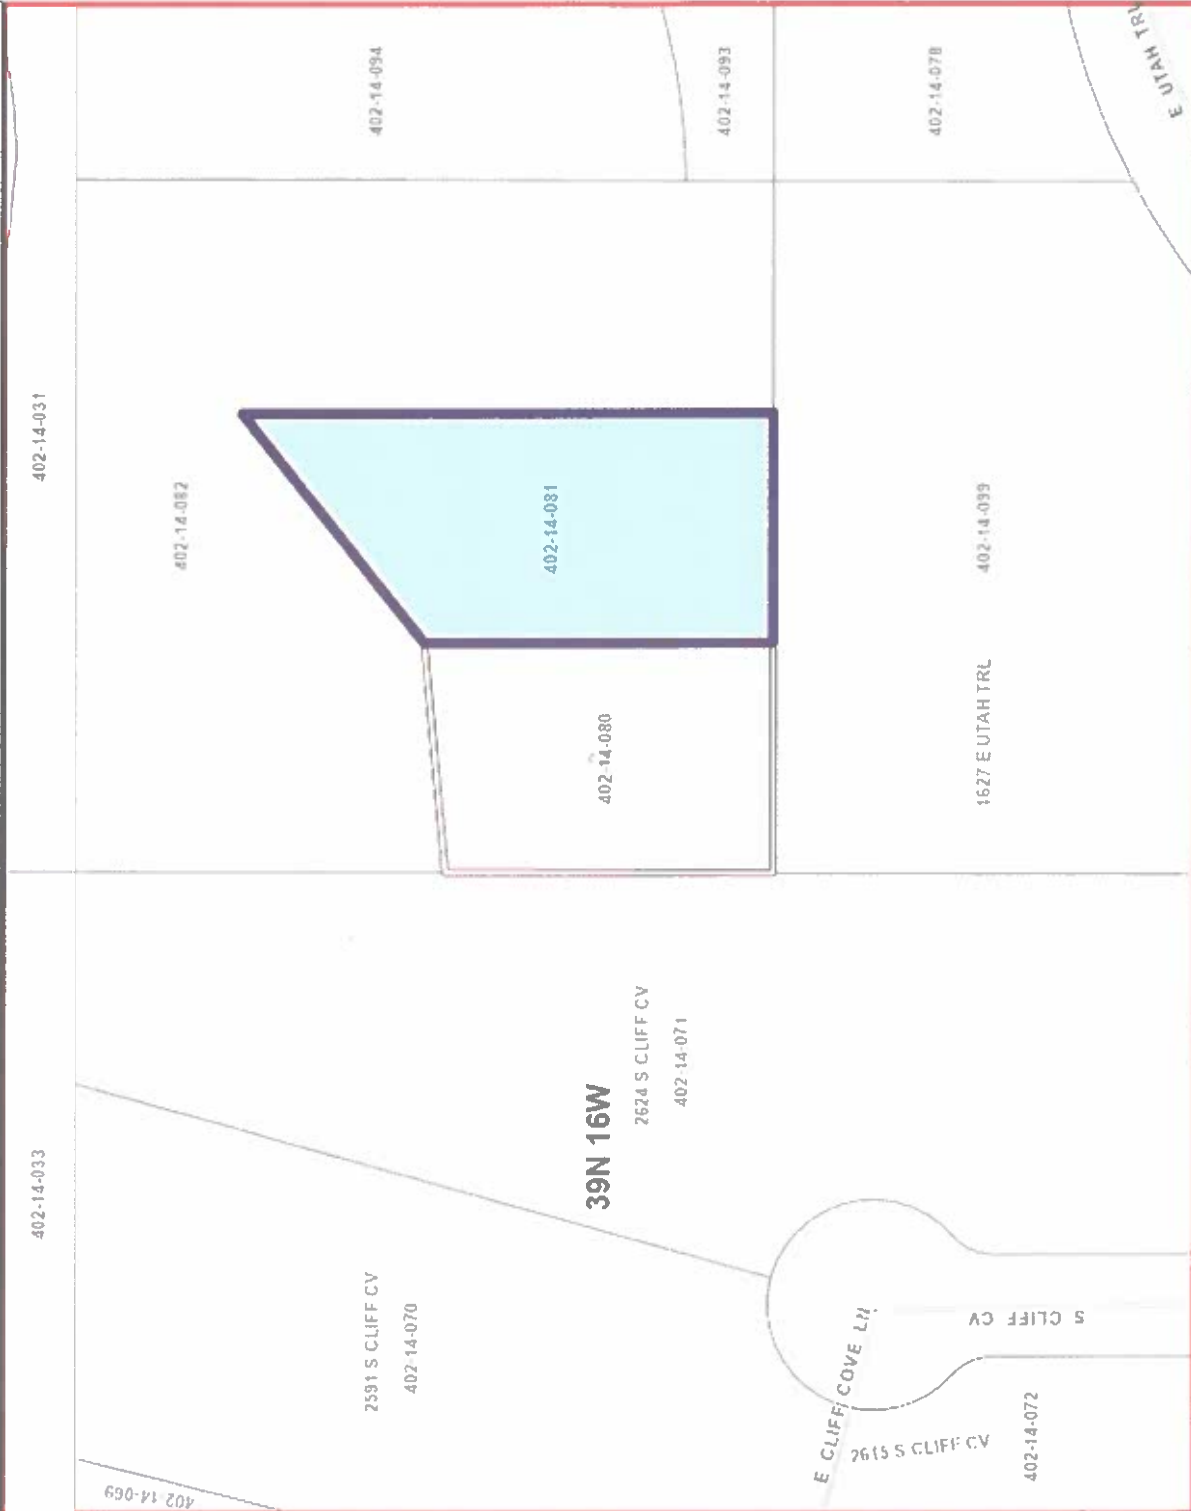 402-14-033
402-14-031
402-14-069
2591 S CLIFF CV
402-14-070
402-14-082
402-14-094
39N 16W
2624 S CLIFF CV
402-14-071
402-14-080
402-14-081
402-14-093
E CLIFF COVE LN
2615 S CLIFF CV
402-14-072
S CLIFF CV
1627 E UTAH TRL
402-14-099
402-14-078
E UTAH